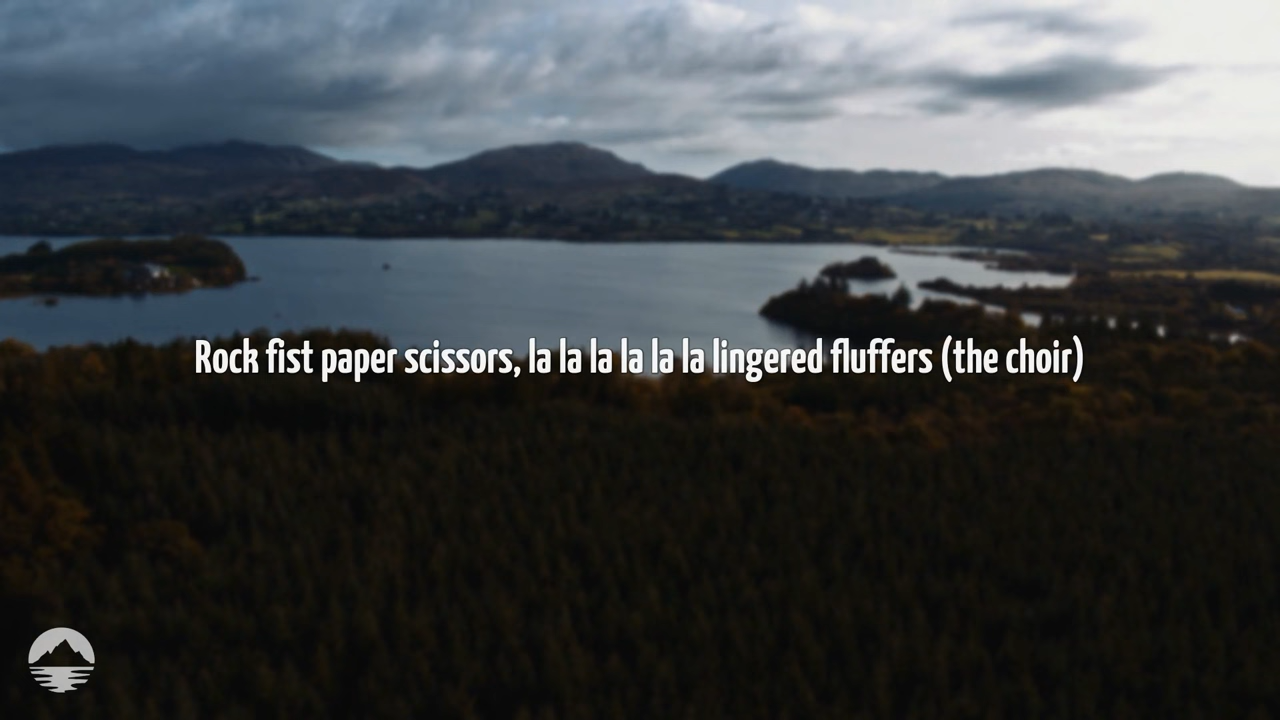 Rock fist paper scissors, la la la la la la lingered fluffers (the choir)